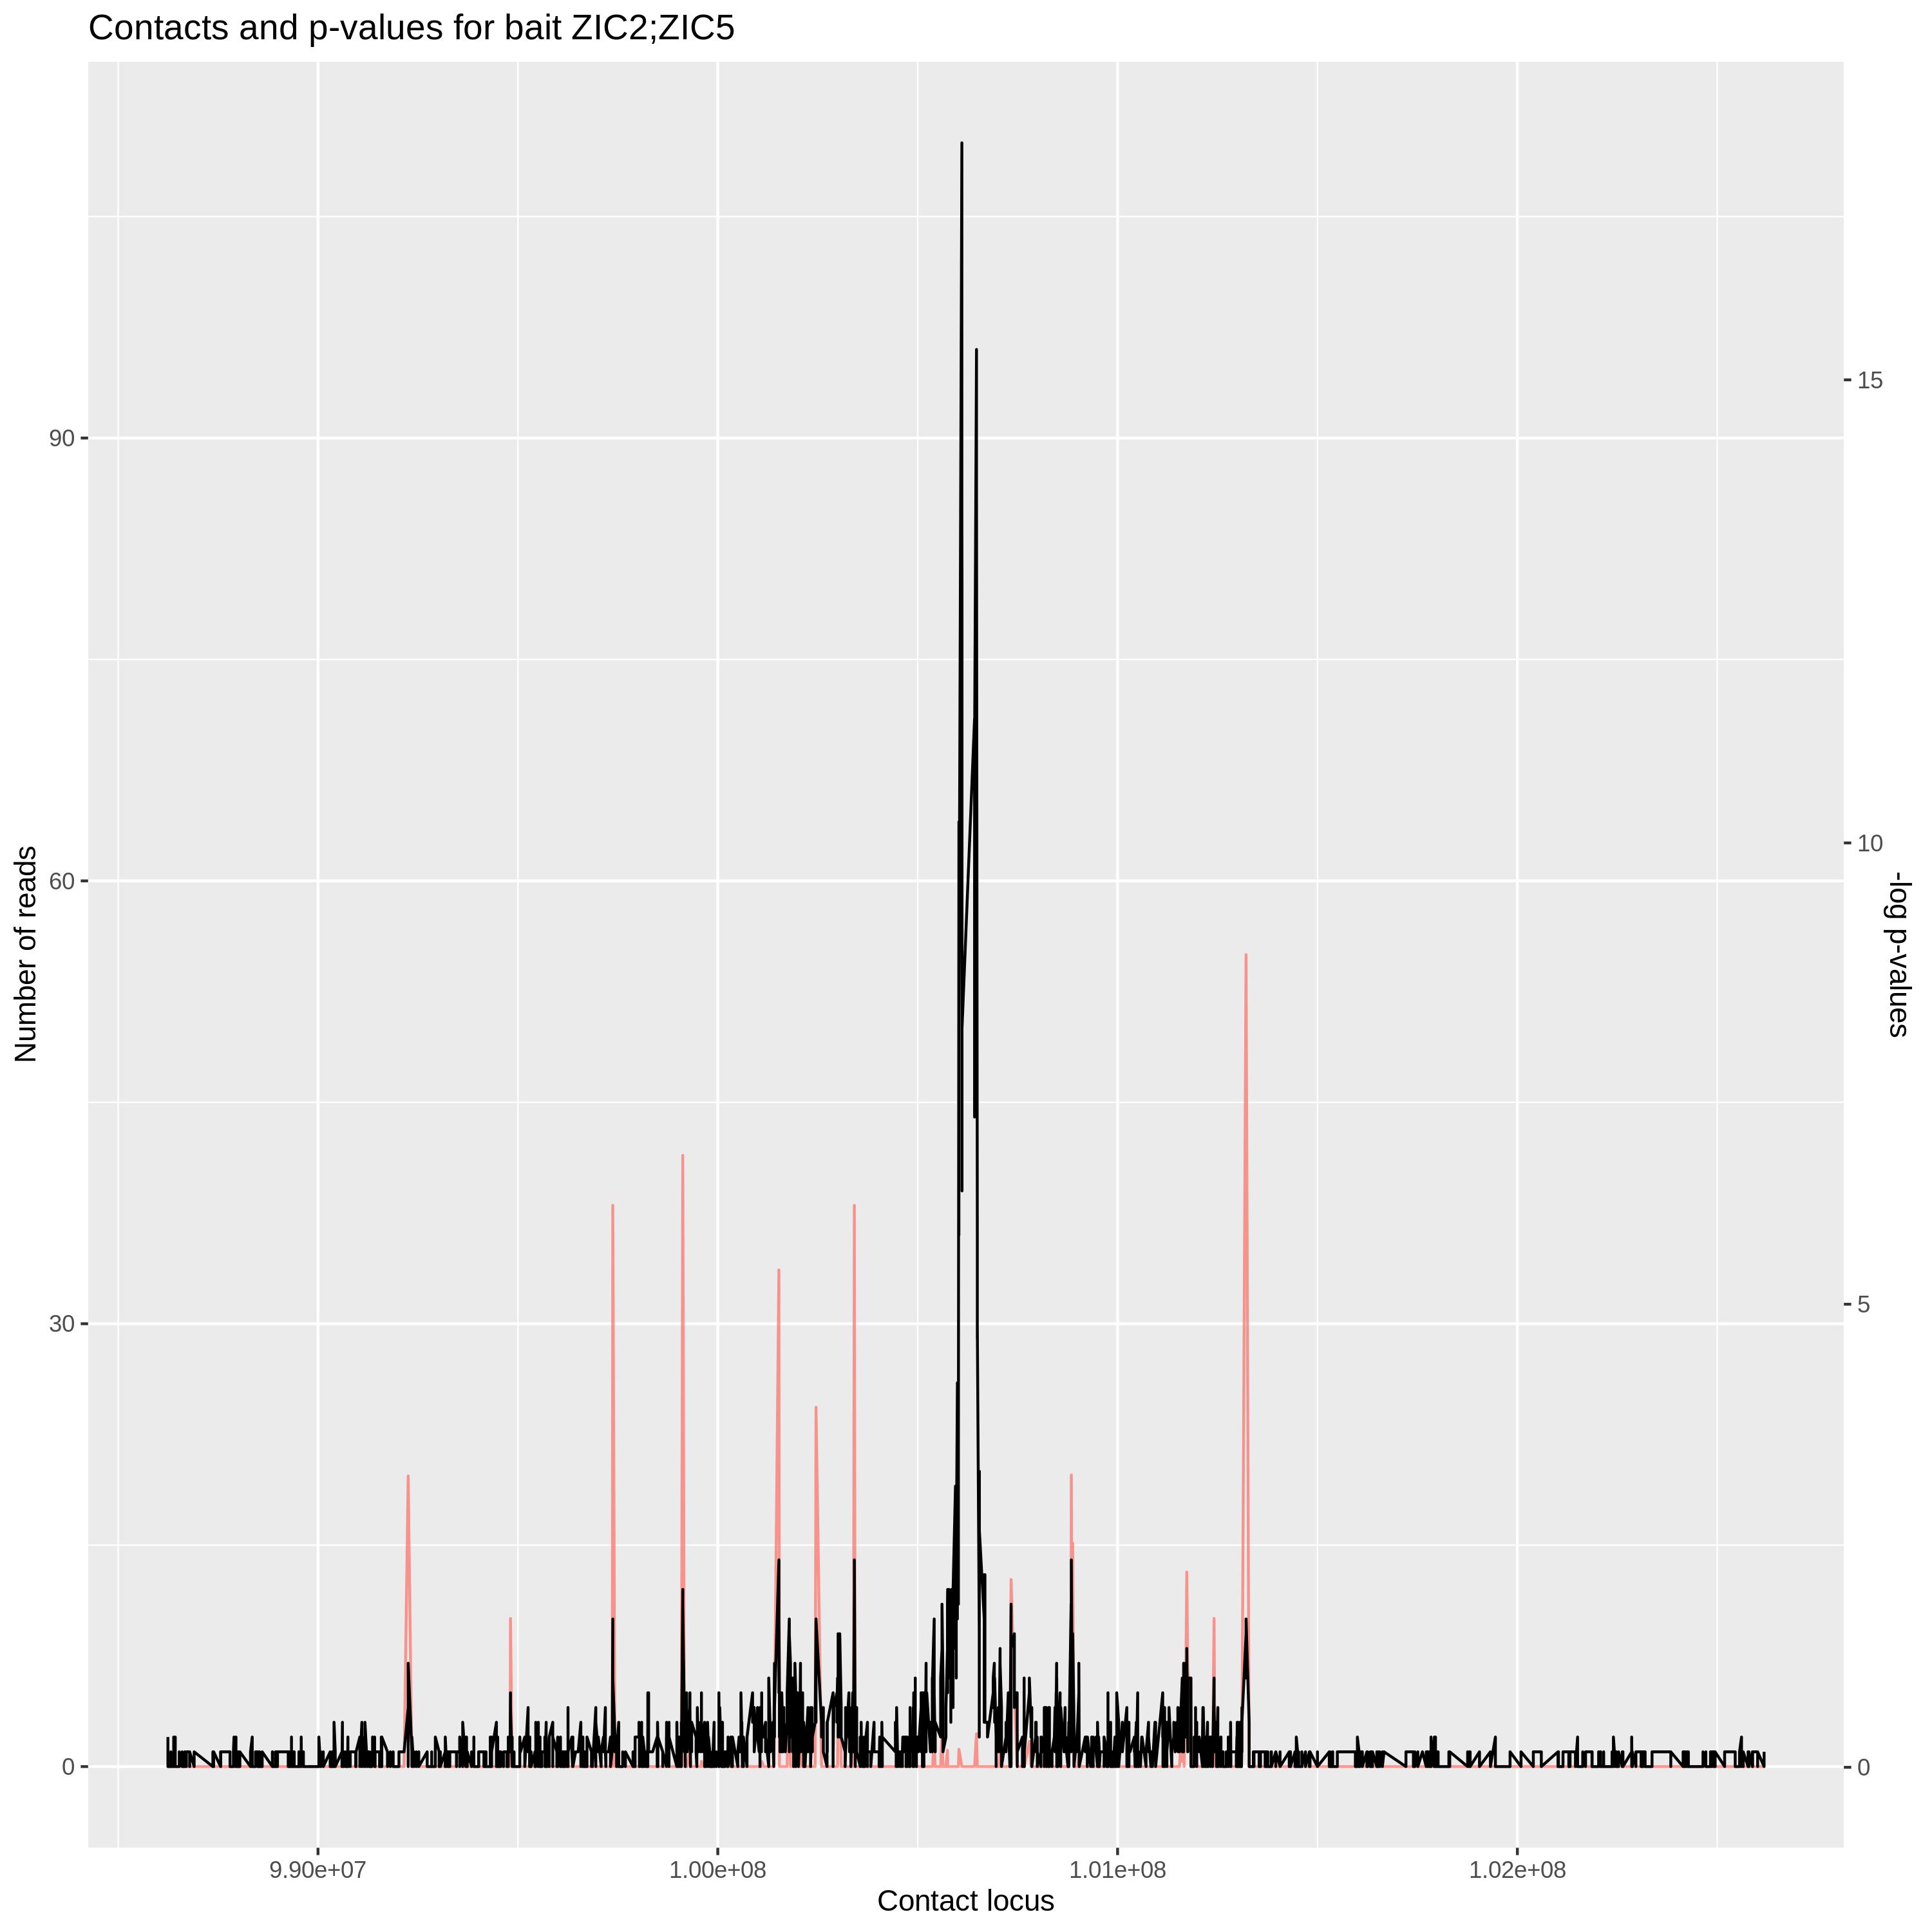 Contacts and p-values for bait ZIC2;ZIC5
Number of reads
90
60
30
0
15
10
5
0
-log p-values
9.90e+07
1.00e+08
1.01e+08
1.02e+08
Contact locus